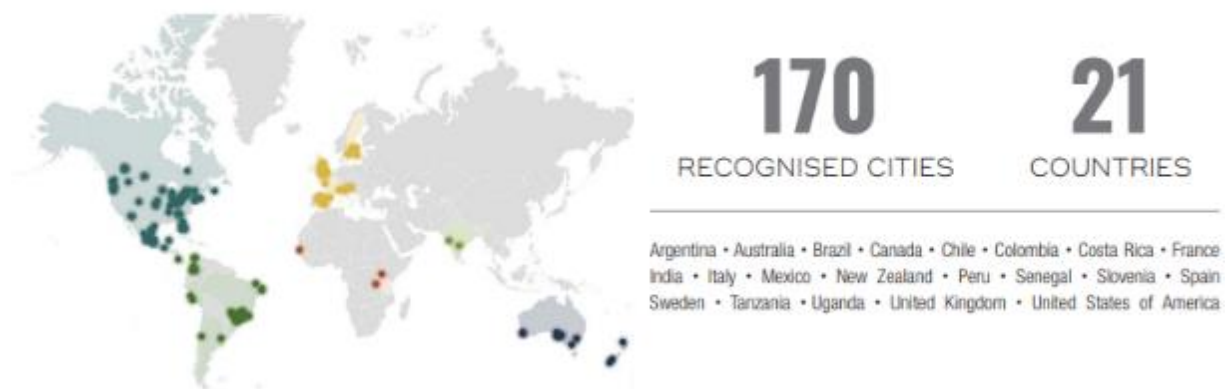 170
RECOGNISED CITIES
21
COUNTRIES
Argentina • Australia • Brazil • Canada • Chile • Colombia • Costa Rica • France
India • Italy • Mexico • New Zealand • Peru • Senegal • Slovenia • Spain
Sweden • Tanzania • Uganda • United Kingdom • United States of America